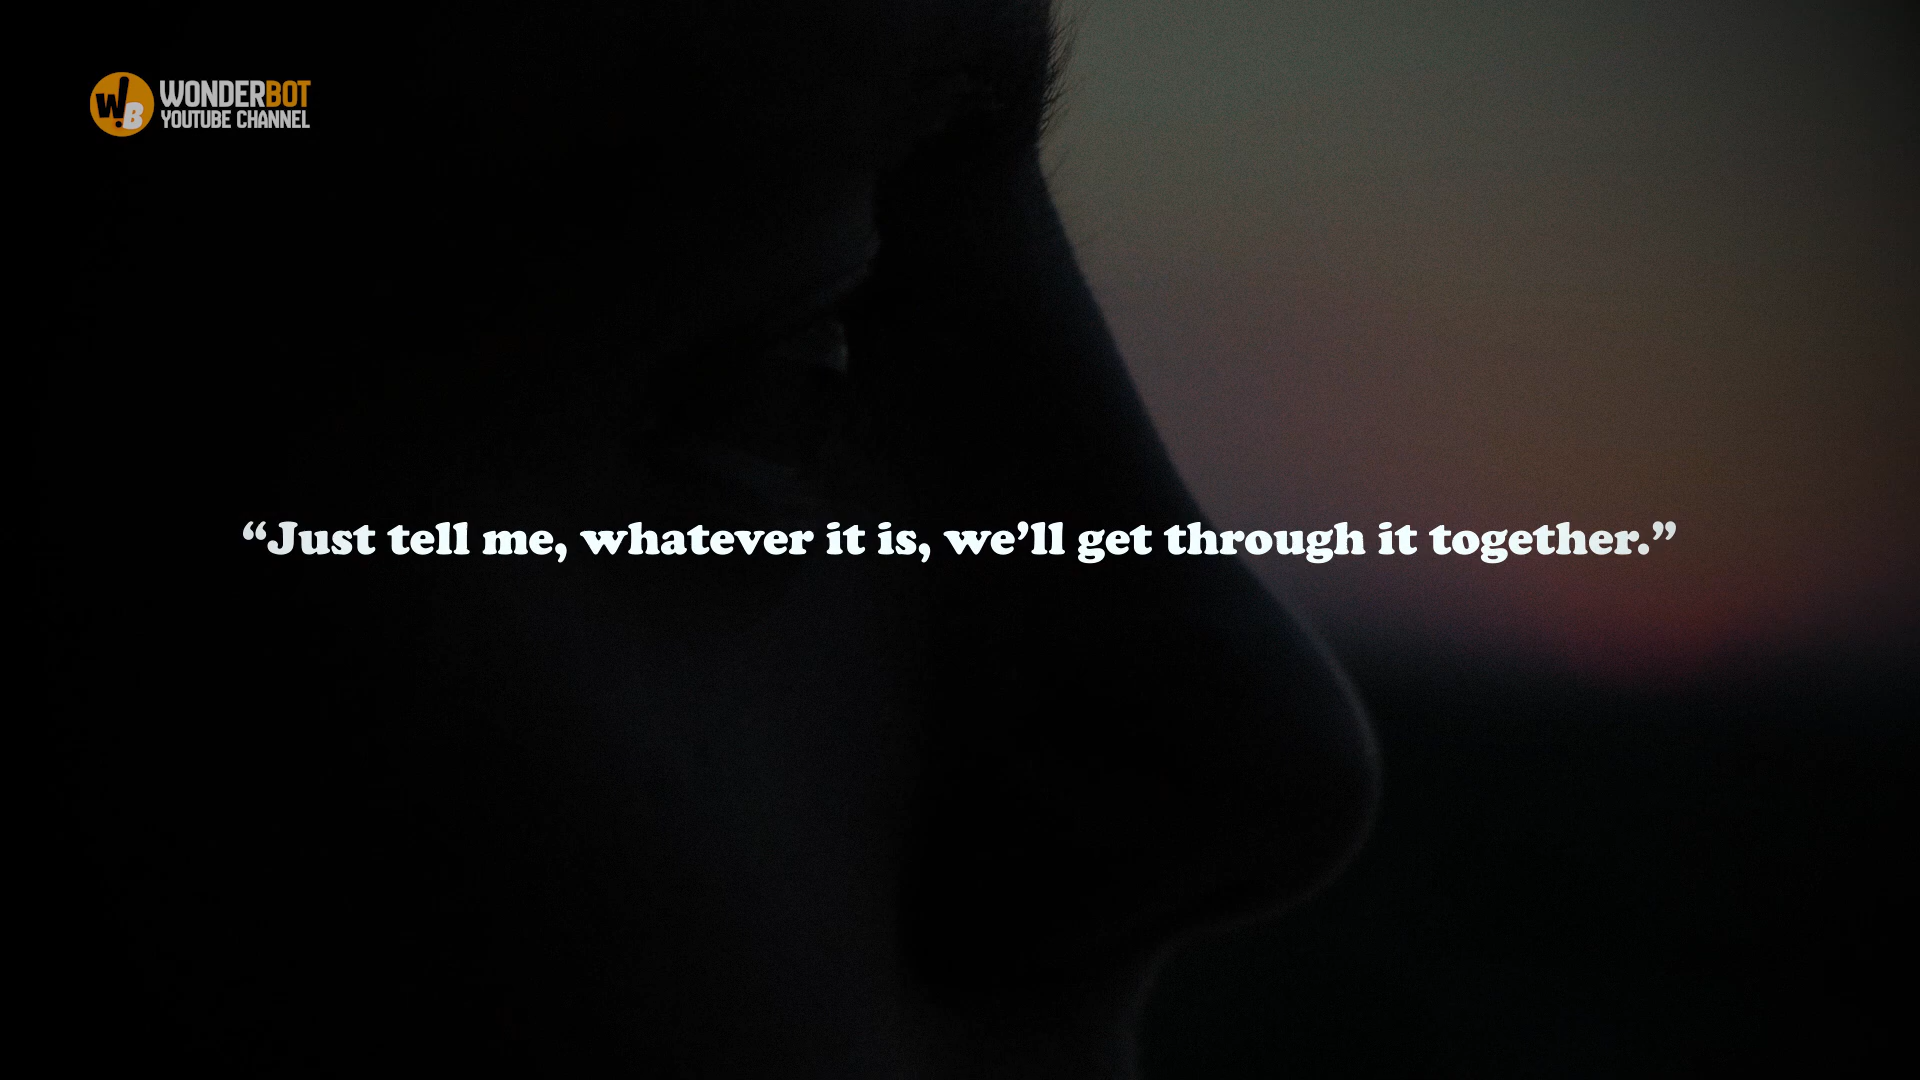 W!B WONDERBOT
YOUTUBE CHANNEL
“Just tell me, whatever it is, we’ll get through it together.”